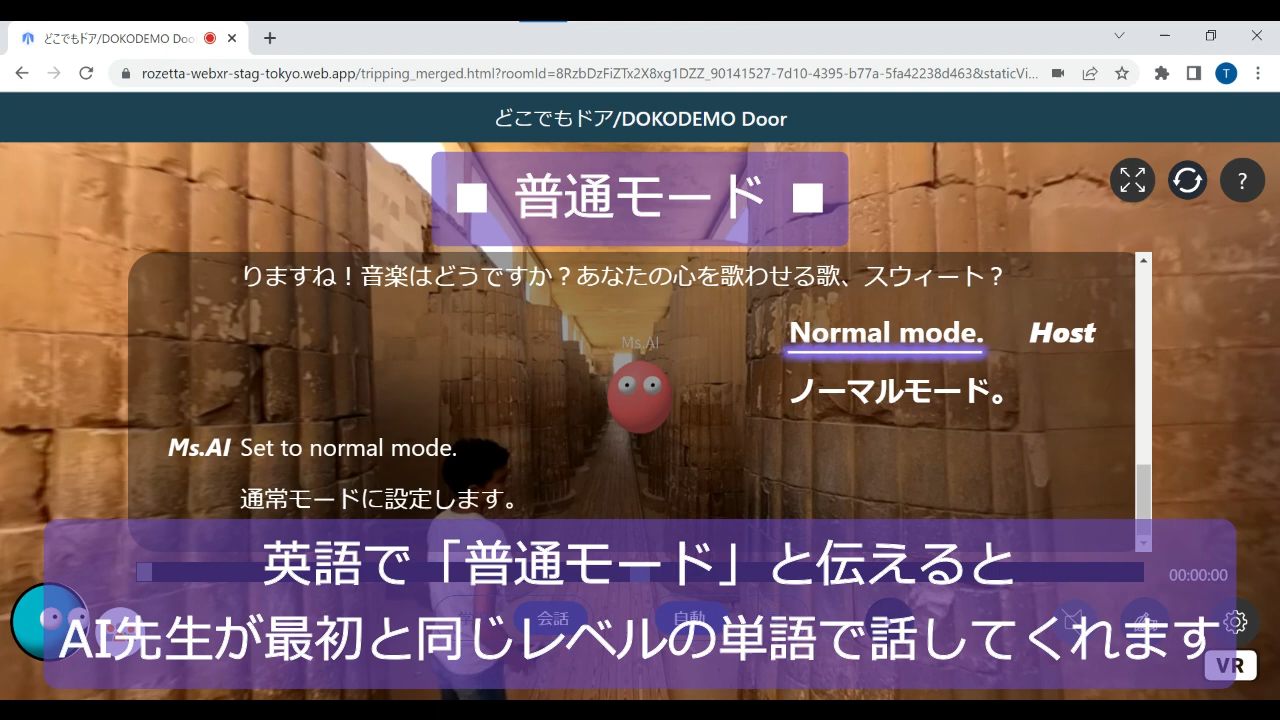 どこでもドア/DOKODEMO Doo
rozetta-webxr-stag-tokyo.web.app/tripping_merged.html?roomId=8RzbDzFiZTx2X8xg1DZZ_90141527-7d10-4395-b77a-5fa42238d463&staticVi...
T
どこでもドア/DOKODEMO Door
■ 普通モード ■
?
りますね！音楽はどうですか？あなたの心を歌わせる歌、スウィート？
Normal mode. Host
Ms.AI
ノーマルモード。
Ms.AI Set to normal mode.
通常モードに設定します。
英語で「普通モード」と伝えると
00:00:00
会話 自動
AI先生が最初と同じレベルの単語で話してくれます
VR